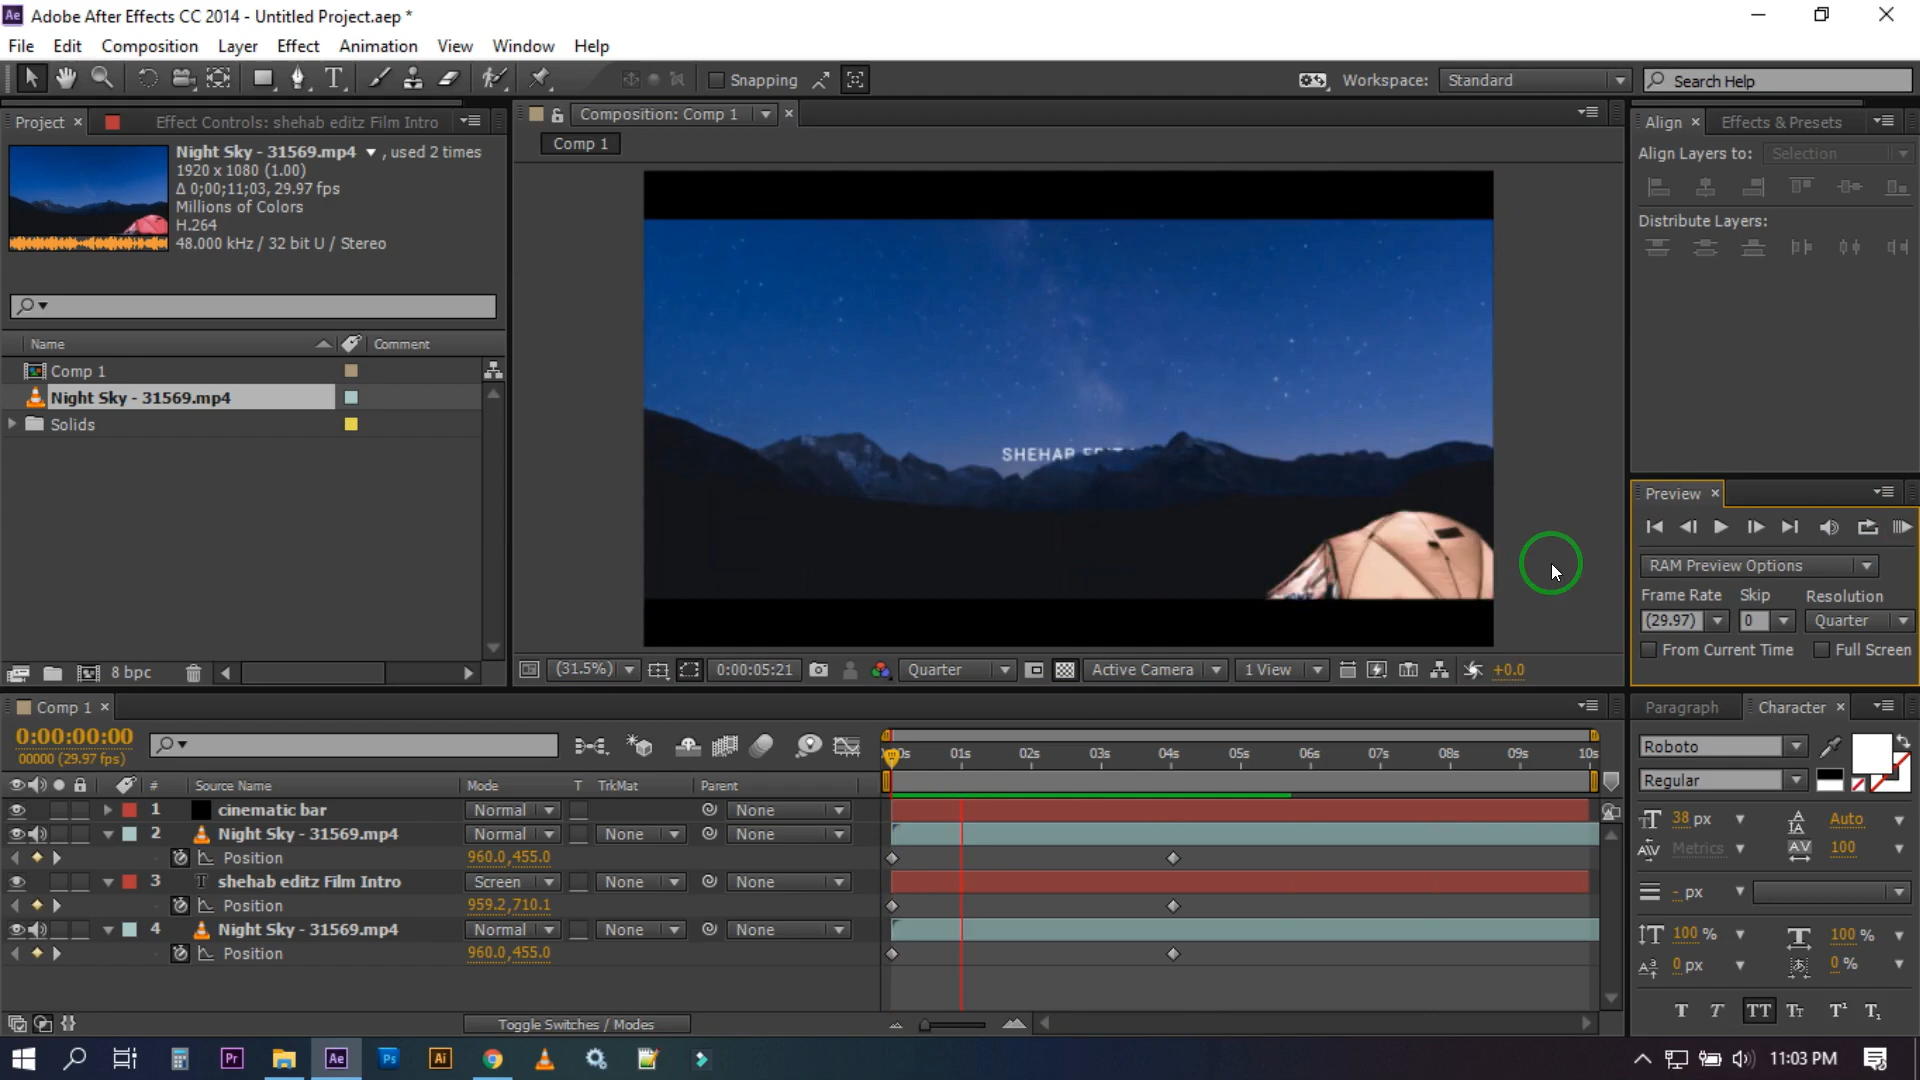 Ae Adobe After Effects CC 2014 - Untitled Project.aep *
File Edit Composition Layer Effect Animation View Window Help
Snapping Workspace: Standard Search Help
Project × Effect Controls: shehab editz Film Intro
Night Sky - 31569.mp4 , used 2 times
1920 x 1080 (1.00)
Δ 0;00;11;03, 29.97 fps
Millions of Colors
H.264
48.000 kHz / 32 bit U / Stereo
Name Comment
Comp 1
Night Sky - 31569.mp4
Solids
8 bpc
Composition: Comp 1 ×
Comp 1
SHEHAB
(31.5%) 0:00:05:21 Quarter Active Camera 1 View +0.0
Align × Effects & Presets
Align Layers to: Selection
Distribute Layers:
Preview ×
RAM Preview Options
Frame Rate Skip Resolution
(29.97) 0 Quarter
From Current Time Full Screen
Comp 1 ×
0:00:00:00
00000 (29.97 fps)
01s 02s 03s 04s 05s 06s 07s 08s 09s 10s
# Source Name Mode T TrkMat Parent
1 cinematic bar Normal None
2 Night Sky - 31569.mp4 Normal None None
Position 960.0,455.0
3 T shehab editz Film Intro Screen None None
Position 959.2,710.1
4 Night Sky - 31569.mp4 Normal None None
Position 960.0,455.0
Toggle Switches / Modes
Paragraph Character ×
Roboto
Regular
38 px Auto
Metrics 100
- px
100 % 100 %
0 px 0 %
T T TT Tт T¹ T₁
Pr Ae Ps Ai
11:03 PM